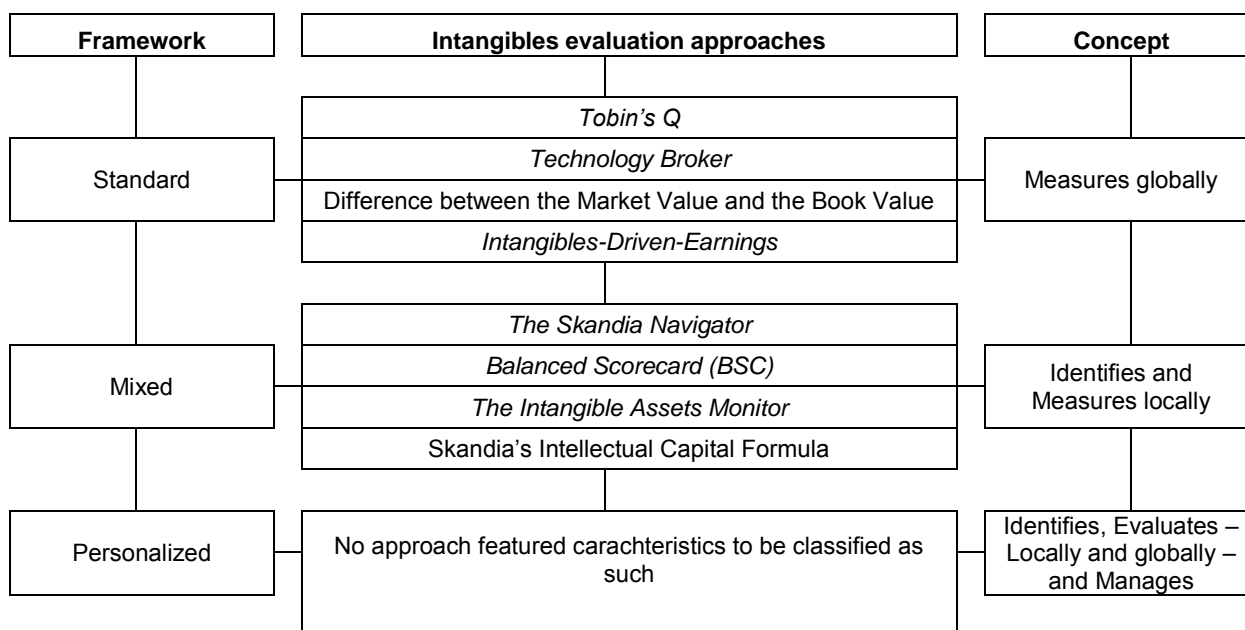 Framework
Intangibles evaluation approaches
Concept
Tobin's Q
Technology Broker
Standard
Difference between the Market Value and the Book Value
Measures globally
Intangibles-Driven-Earnings
The Skandia Navigator
Balanced Scorecard (BSC)
Mixed
The Intangible Assets Monitor
Identifies and
Measures locally
Skandia's Intellectual Capital Formula
Personalized
No approach featured carachteristics to be classified as
such
Identifies, Evaluates –
Locally and globally –
and Manages